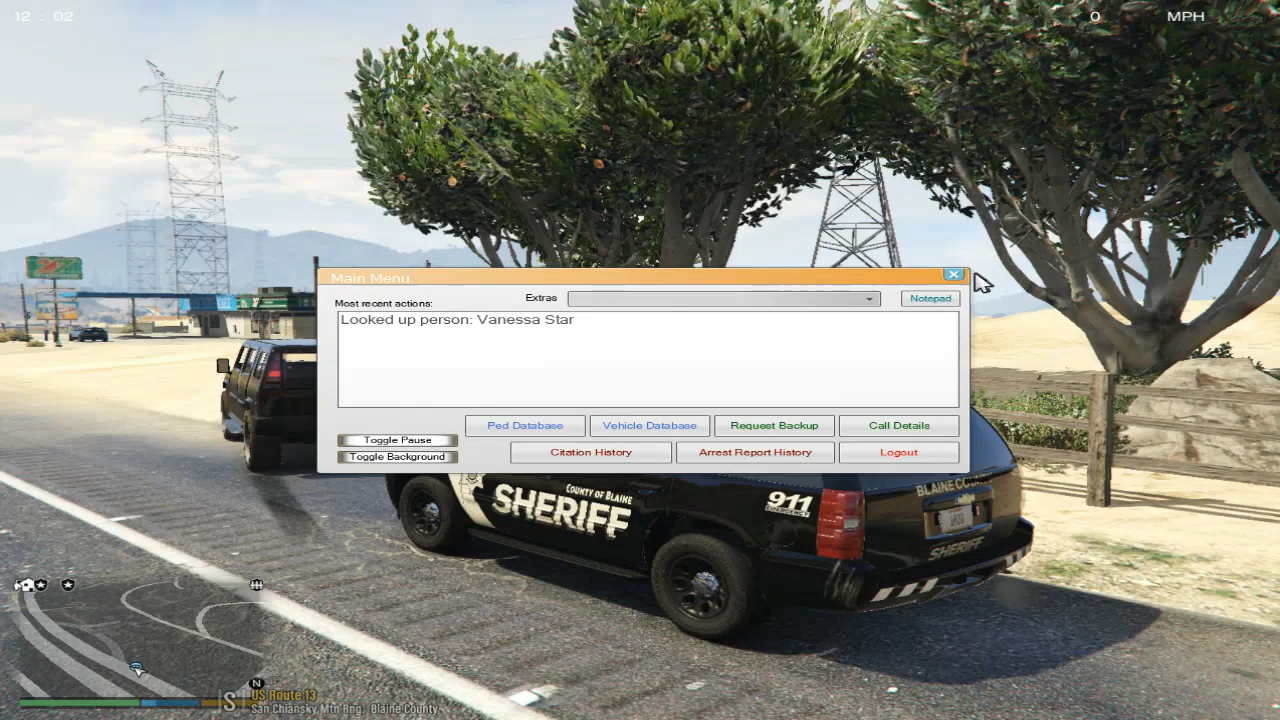 12 : 02
0 MPH
Main Menu
Most recent actions:
Extras
Notepad
Looked up person: Vanessa Star
Ped Database
Vehicle Database
Request Backup
Call Details
Toggle Pause
Toggle Background
Citation History
Arrest Report History
Logout
COUNTY OF BLAINE
SHERIFF
911
EMERGENCY
BLAINE COUNTY
SHERIFF
N
US Route 13
San Chiansky Mtn Rng, Blaine County